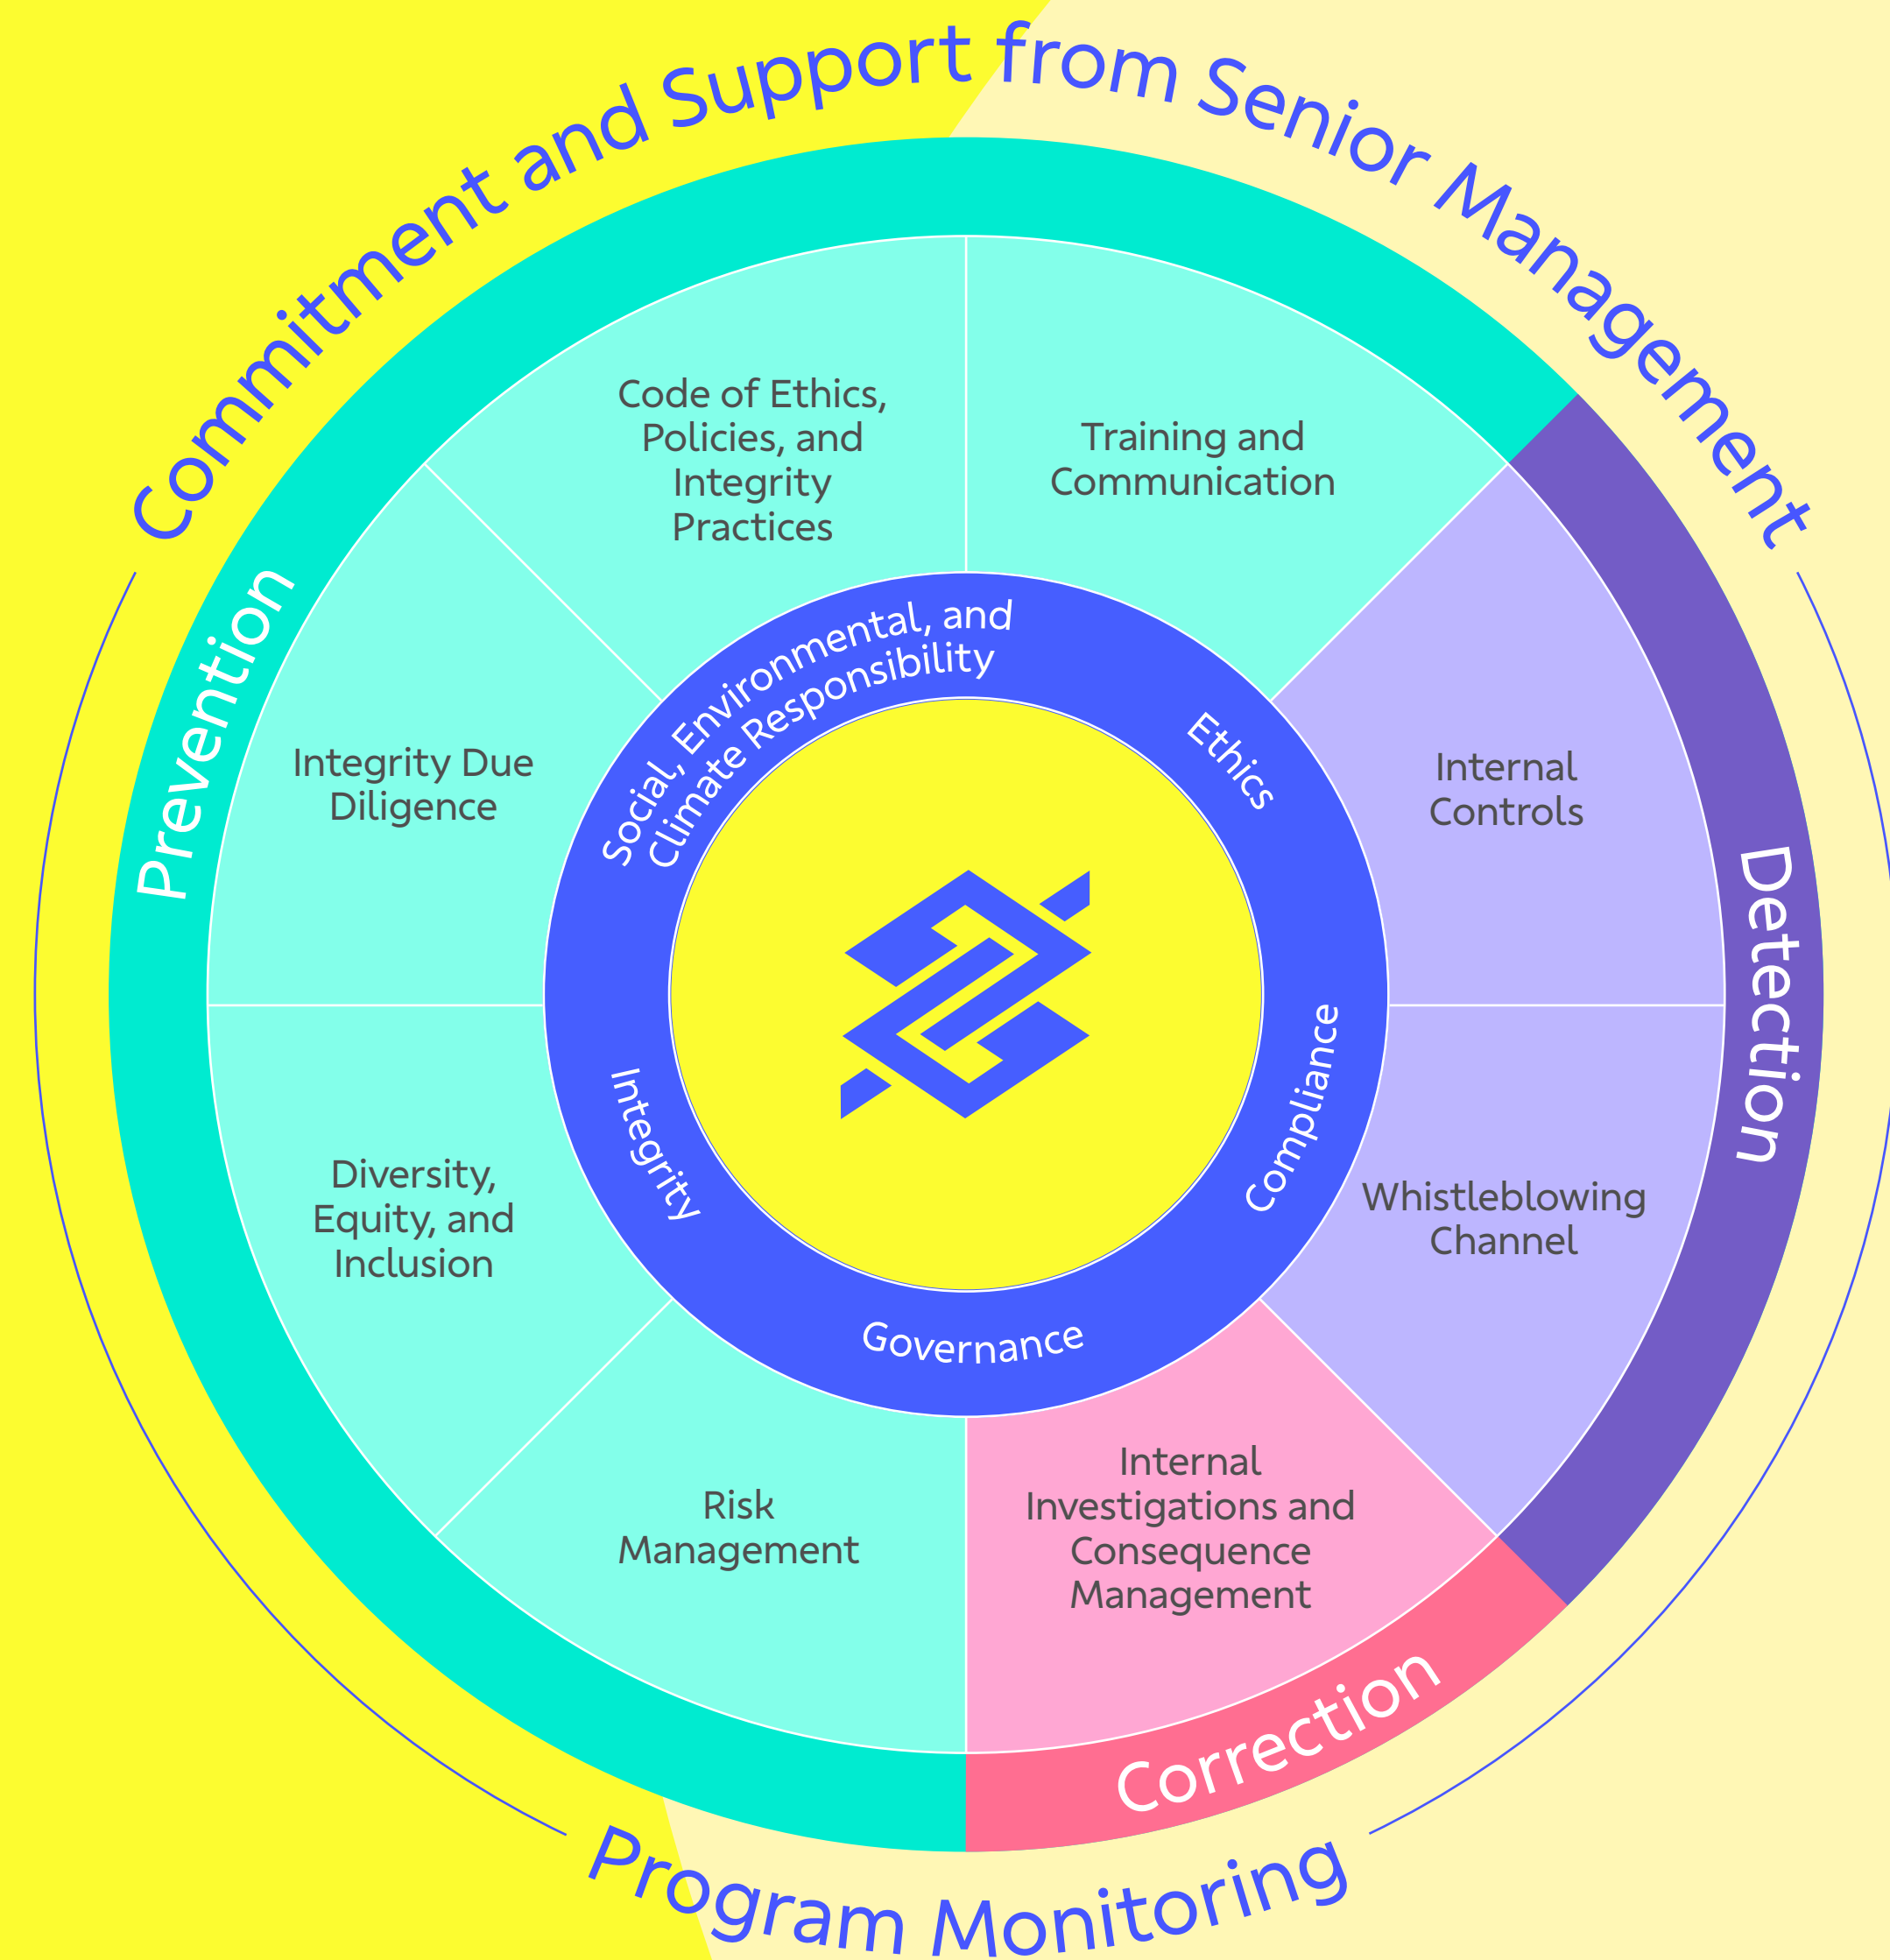 Commitment and Support from Senior Management
Prevention
Code of Ethics,
Policies, and
Integrity
Practices
Training and
Communication
Integrity Due
Diligence
Diversity,
Equity, and
Inclusion
Risk
Management
Detection
Internal
Controls
Whistleblowing
Channel
Correction
Internal
Investigations and
Consequence
Management
Social, Environmental, and
Climate Responsibility
Ethics
Compliance
Governance
Integrity
Program Monitoring